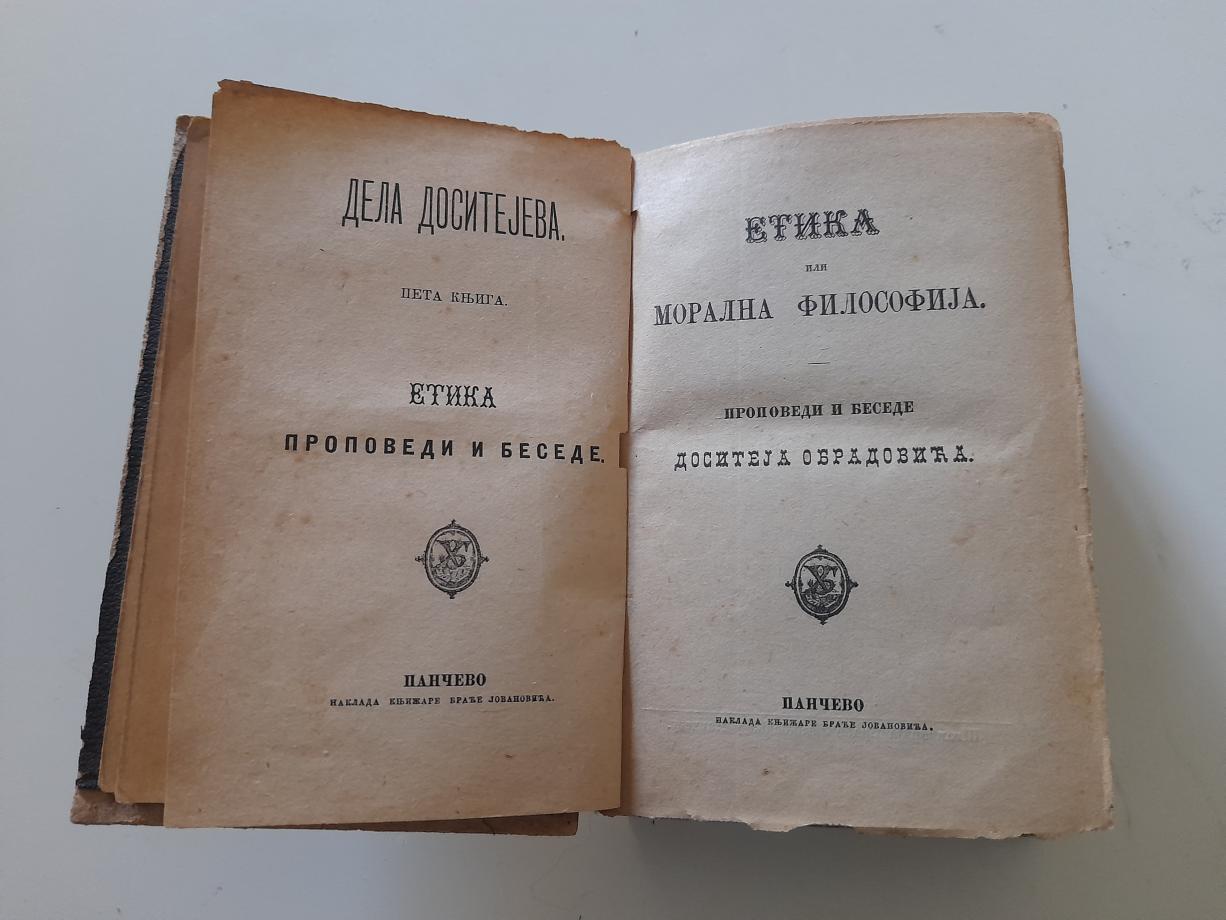 ДЕЛА ДОСИТЕЈЕВА.
ПЕТА КЊИГА.
ЕТИКА
ПРОПОВЕДИ И БЕСЕДЕ.
ПАНЧЕВО
НАКЛАДА КЊИЖАРЕ БРАЋЕ ЈОВАНОВИЋА.
ЕТИКА
ИЛИ
МОРАЛНА ФИЛОСОФИЈА.
ПРОПОВЕДИ И БЕСЕДЕ
ДОСИТЕЈА ОБРАДОВИЋА.
ПАНЧЕВО
НАКЛАДА КЊИЖАРЕ БРАЋЕ ЈОВАНОВИЋА.